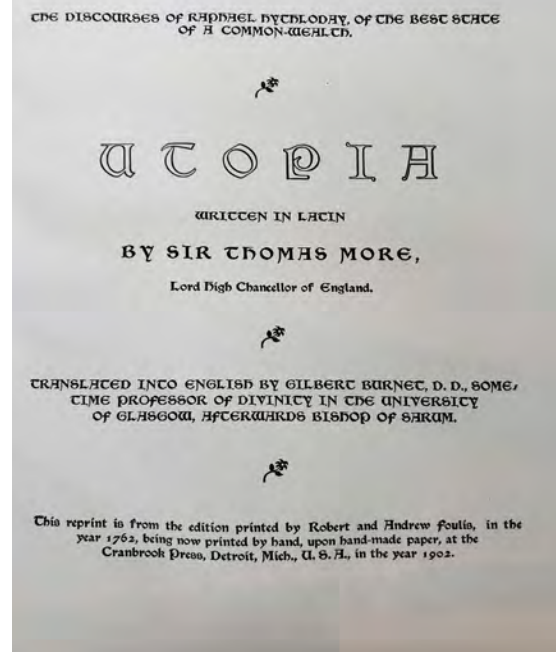 THE DISCOURSES OF RAPHAEL HYTHLODAY, OF THE BEST STATE
OF A COMMON-WEALTH.
UTOPIA
WRITTEN IN LATIN
BY SIR THOMAS MORE,
Lord High Chancellor of England.
TRANSLATED INTO ENGLISH BY GILBERT BURNET, D. D., SOME-
TIME PROFESSOR OF DIVINITY IN THE UNIVERSITY
OF GLASGOW, AFTERWARDS BISHOP OF SARUM.
This reprint is from the edition printed by Robert and Andrew Foulis, in the
year 1762, being now printed by hand, upon hand-made paper, at the
Cranbrook Press, Detroit, Mich., U. S. A., in the year 1902.